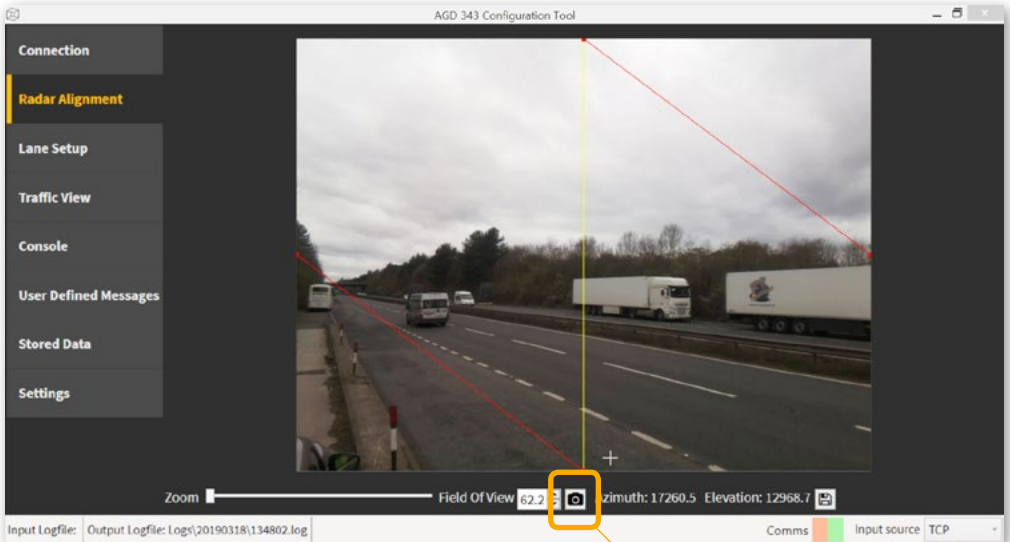 AGD 343 Configuration Tool
Connection
Radar Alignment
Lane Setup
Traffic View
Console
User Defined Messages
Stored Data
Settings
Zoom Field Of View 62.2 zimuth: 17260.5 Elevation: 12968.7
Input Logfile: Output Logfile: Logs\20190318\134802.log Comms Input source TCP